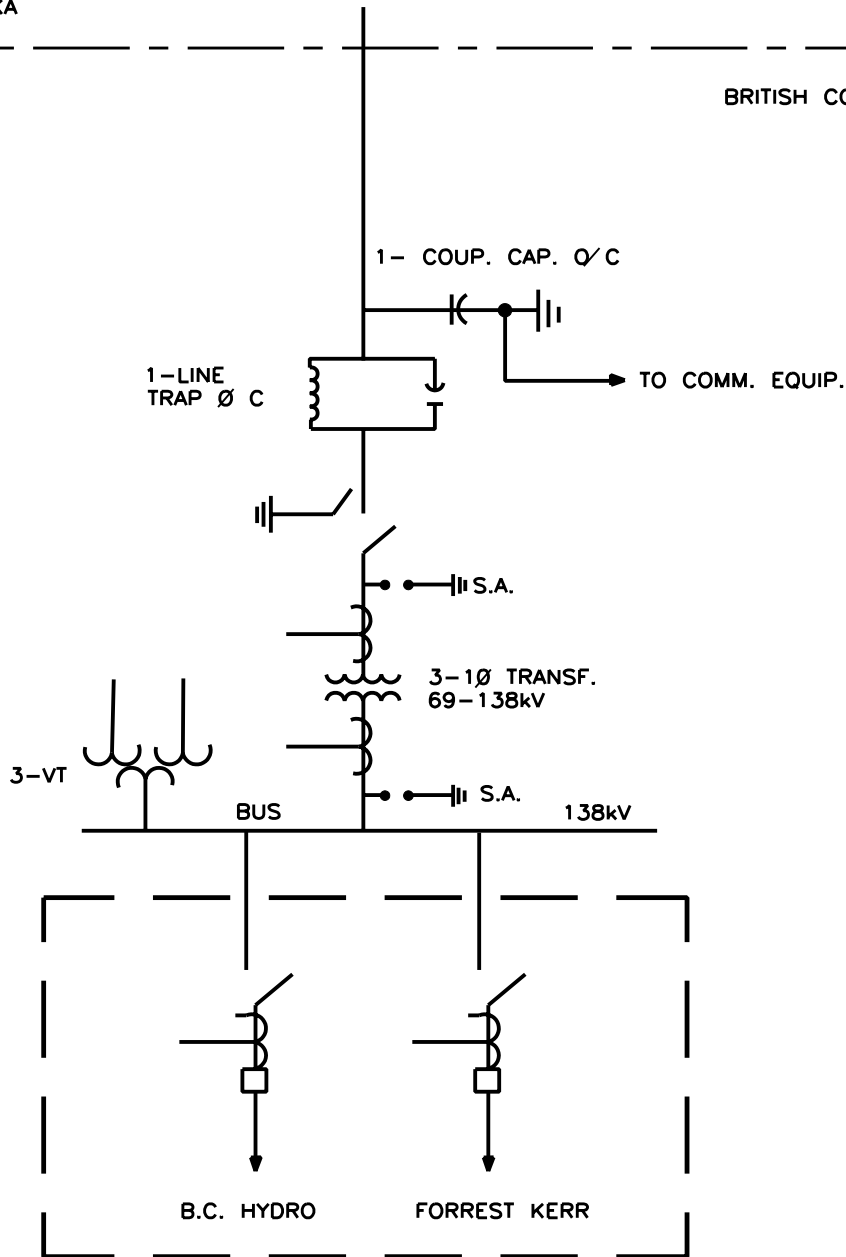 KA
BRITISH CO
1- COUP. CAP. O/ C
1-LINE
TRAP Ø C
TO COMM. EQUIP.
S.A.
3-1Ø TRANSF.
69-138kV
3-VT
S.A.
BUS
138kV
B.C. HYDRO
FORREST KERR